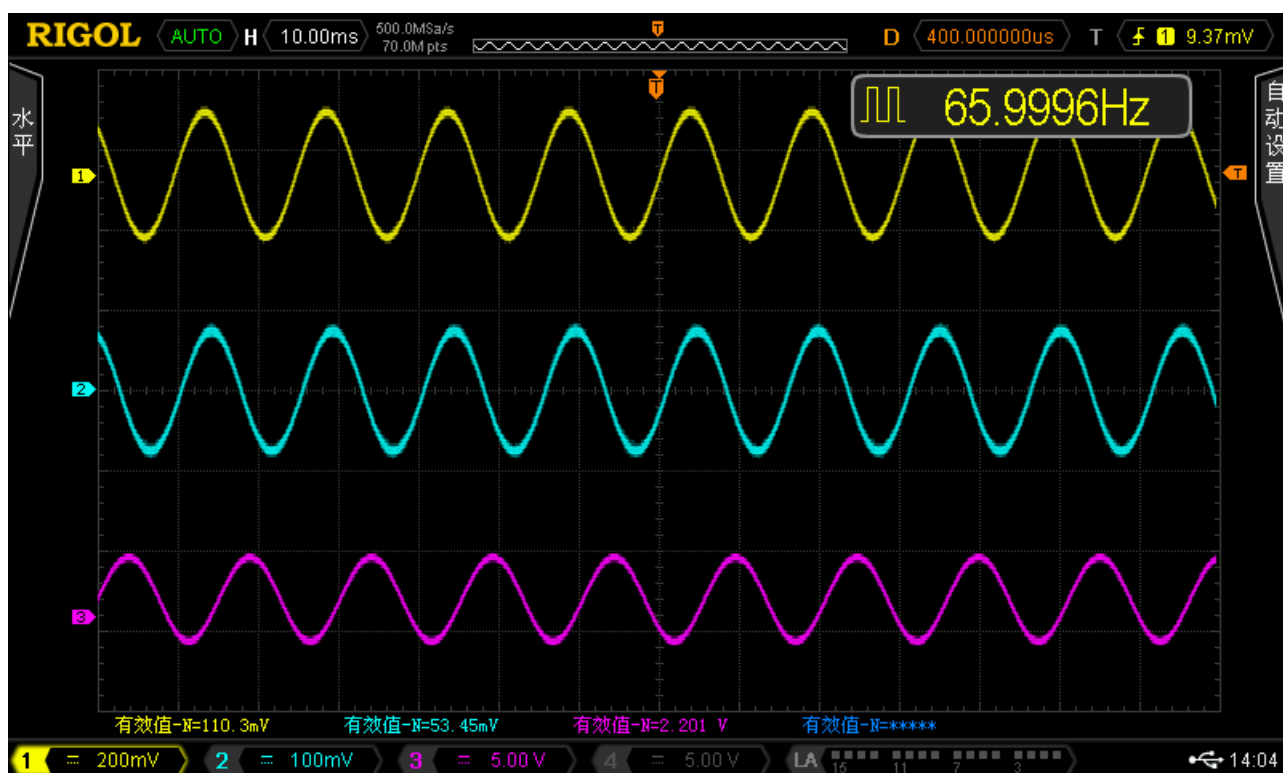 RIGOL AUTO H 10.00ms 500.0MSa/s 70.0M pts T D 400.000000us T 1 9.37mV
水平
T
65.9996Hz
自动设置
1
T
2
3
有效值-N=110.3mV 有效值-N=53.45mV 有效值-N=2.201 V 有效值-N=*****
1 = 200mV 2 = 100mV 3 = 5.00 V 4 = 5.00 V LA 15 11 7 3 14:04